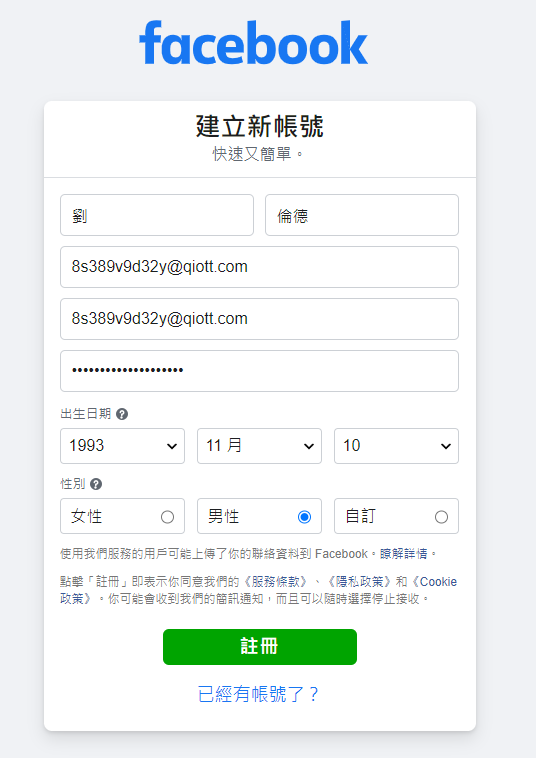 facebook
建立新帳號
快速又簡單。
劉 倫德
8s389v9d32y@qiott.com
8s389v9d32y@qiott.com
••••••••••••••••••••
出生日期 ?
1993 11 月 10
性別 ?
女性 男性 自訂
使用我們服務的用戶可能上傳了你的聯絡資料到 Facebook。瞭解詳情。
點擊「註冊」即表示你同意我們的《服務條款》、《隱私政策》和《Cookie
政策》。你可能會收到我們的簡訊通知，而且可以隨時選擇停止接收。
註冊
已經有帳號了？